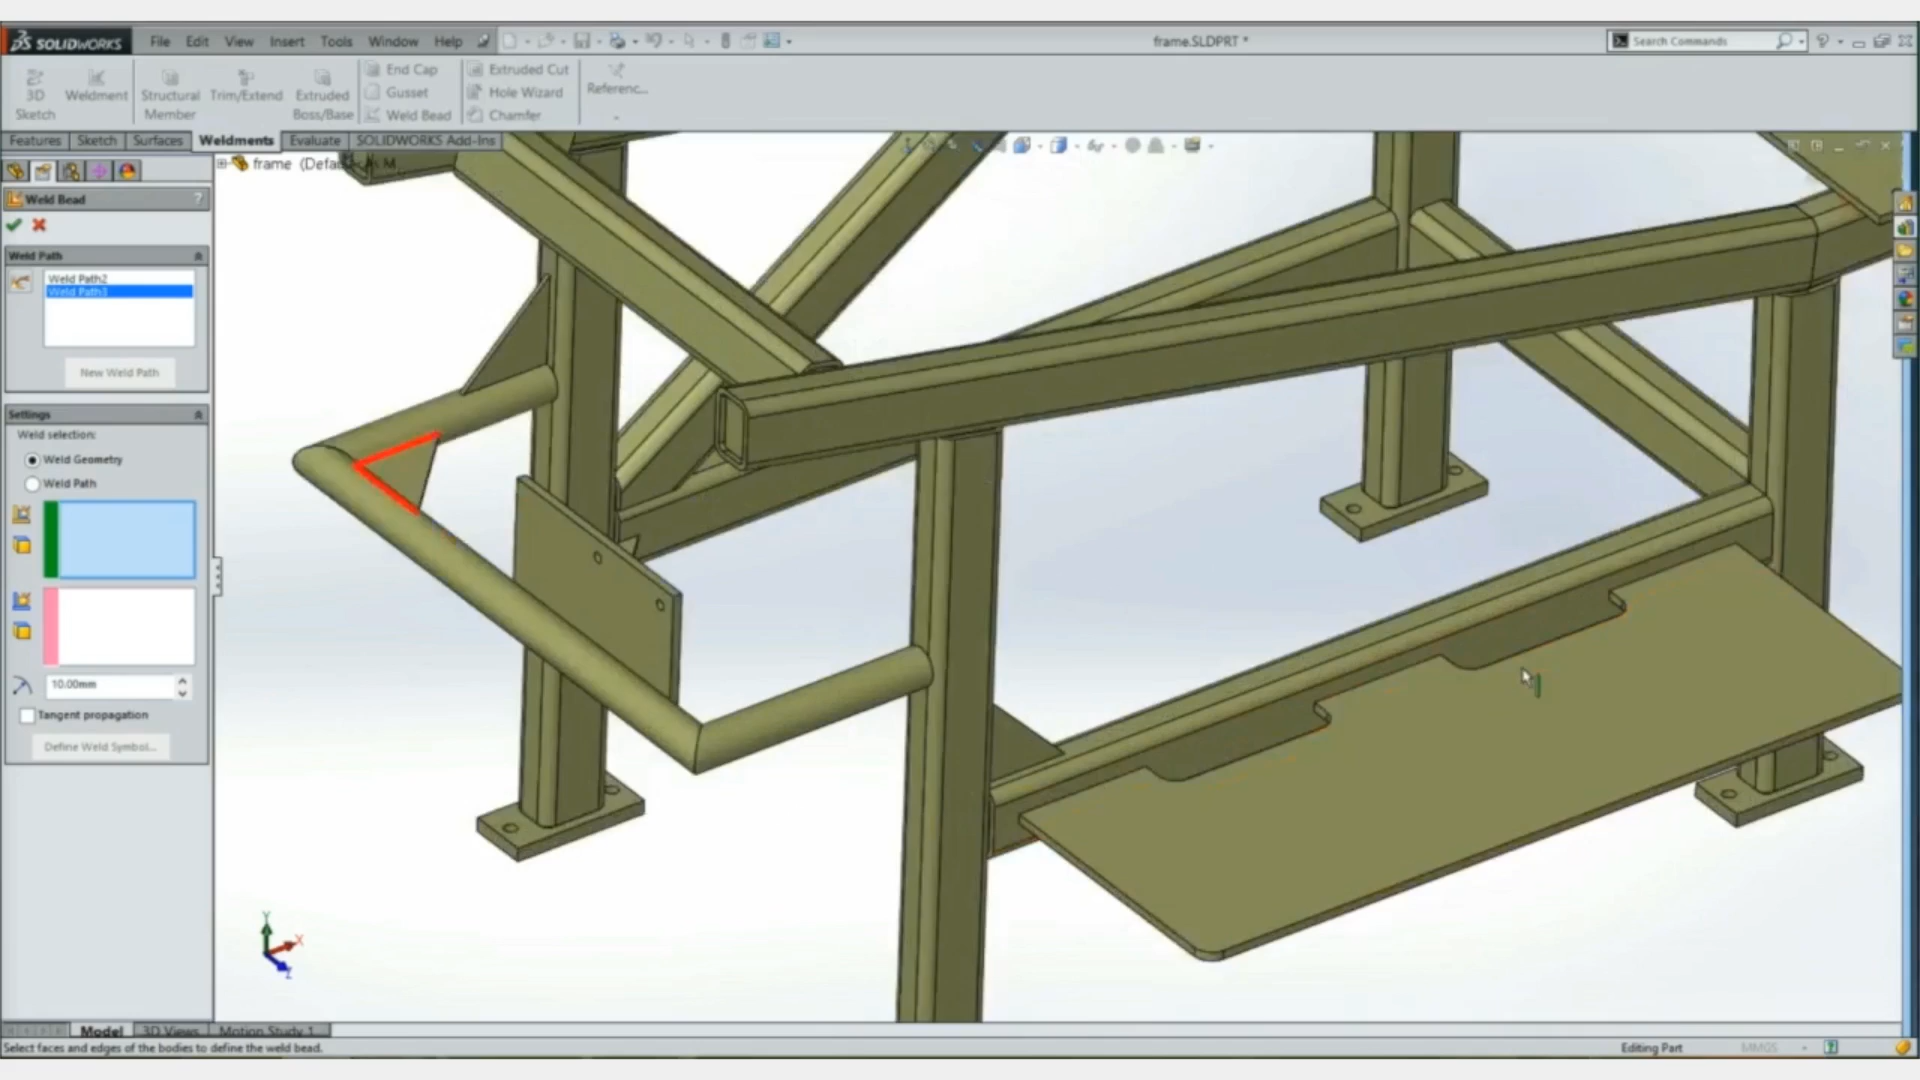 SOLIDWORKS File Edit View Insert Tools Window Help frame.SLDPRT * Search Commands
3D Sketch
Weldment
Structural Member
Trim/Extend
Extruded Boss/Base
End Cap
Gusset
Weld Bead
Extruded Cut
Hole Wizard
Chamfer
Referenc...
Features Sketch Surfaces Weldments Evaluate SOLIDWORKS Add-Ins
frame (Defa
Weld Bead ?
Weld Path
Weld Path2
Weld Path3
New Weld Path
Settings
Weld selection:
Weld Geometry
Weld Path
10.00mm
Tangent propagation
Define Weld Symbol...
Y
X
Z
Model 3D Views Motion Study 1
Select faces and edges of the bodies to define the weld bead. Editing Part MMGS